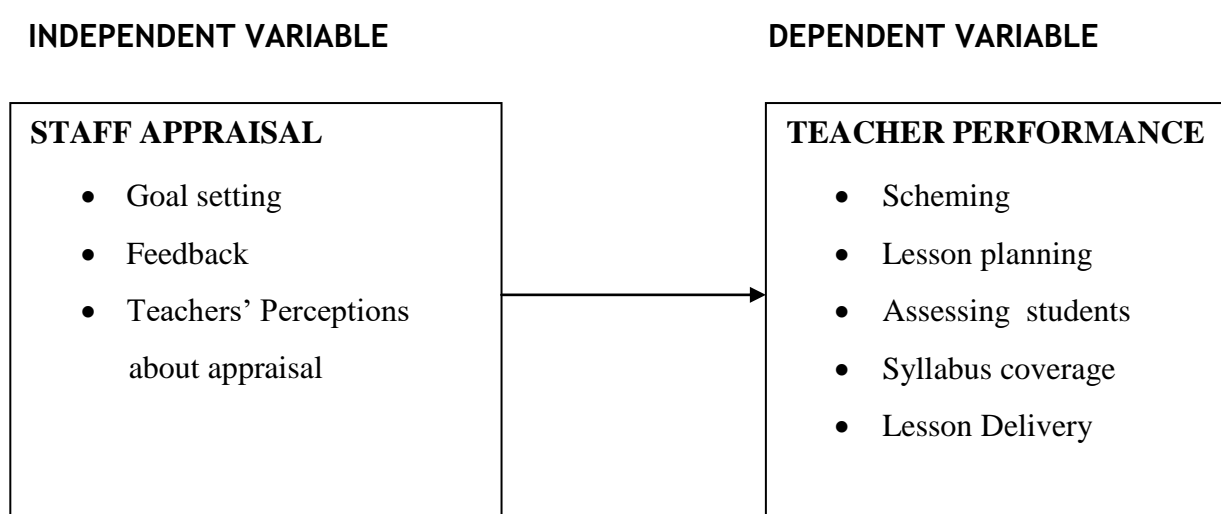 INDEPENDENT VARIABLE
DEPENDENT VARIABLE
STAFF APPRAISAL
• Goal setting
• Feedback
• Teachers’ Perceptions
about appraisal
TEACHER PERFORMANCE
• Scheming
• Lesson planning
• Assessing students
• Syllabus coverage
• Lesson Delivery